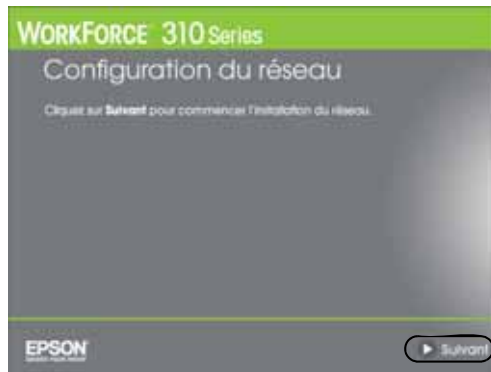 WORKFORCE 310 Series
Configuration du réseau
Cliquez sur Suivant pour commencer l'installation du réseau.
EPSON
Suivant